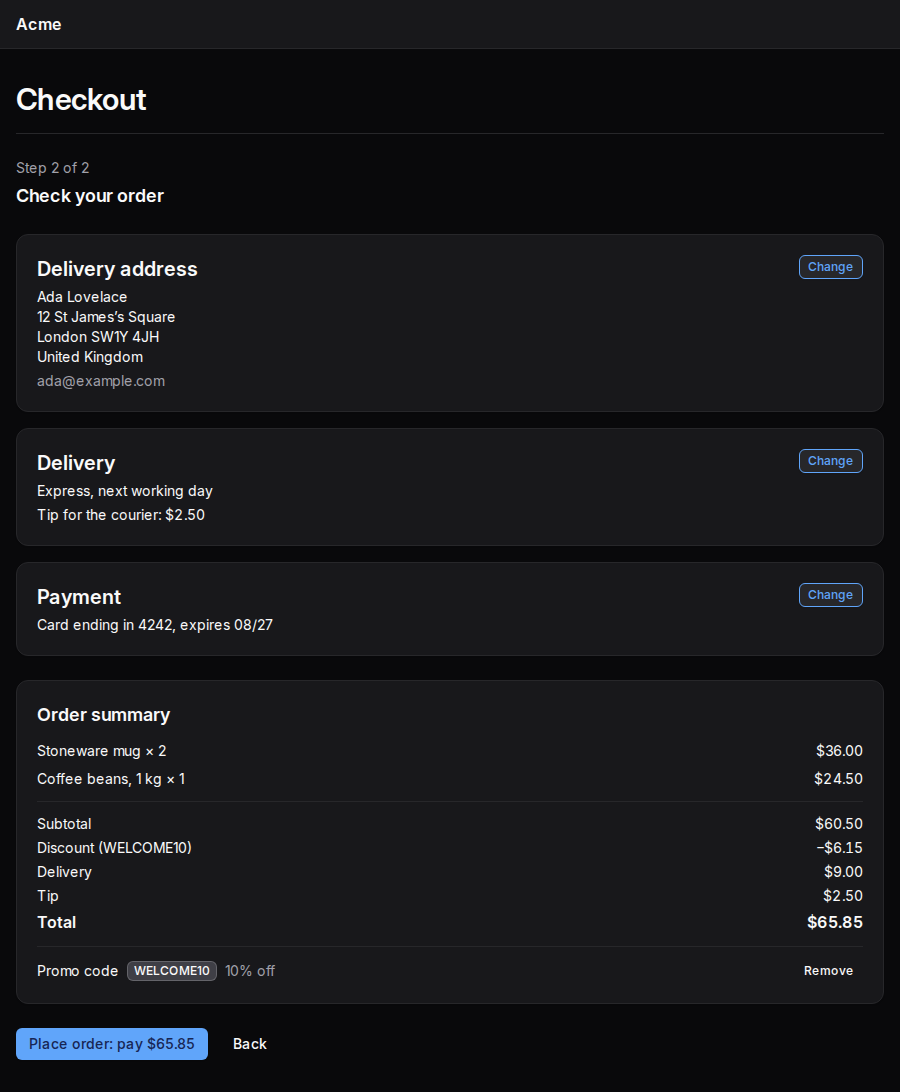 Acme
Checkout
Step 2 of 2
Check your order
Delivery address
Change
Ada Lovelace
12 St James’s Square
London SW1Y 4JH
United Kingdom
ada@example.com
Delivery
Change
Express, next working day
Tip for the courier: $2.50
Payment
Change
Card ending in 4242, expires 08/27
Order summary
Stoneware mug × 2 $36.00
Coffee beans, 1 kg × 1 $24.50
Subtotal $60.50
Discount (WELCOME10) −$6.15
Delivery $9.00
Tip $2.50
Total $65.85
Promo code WELCOME10 10% off Remove
Place order: pay $65.85 Back